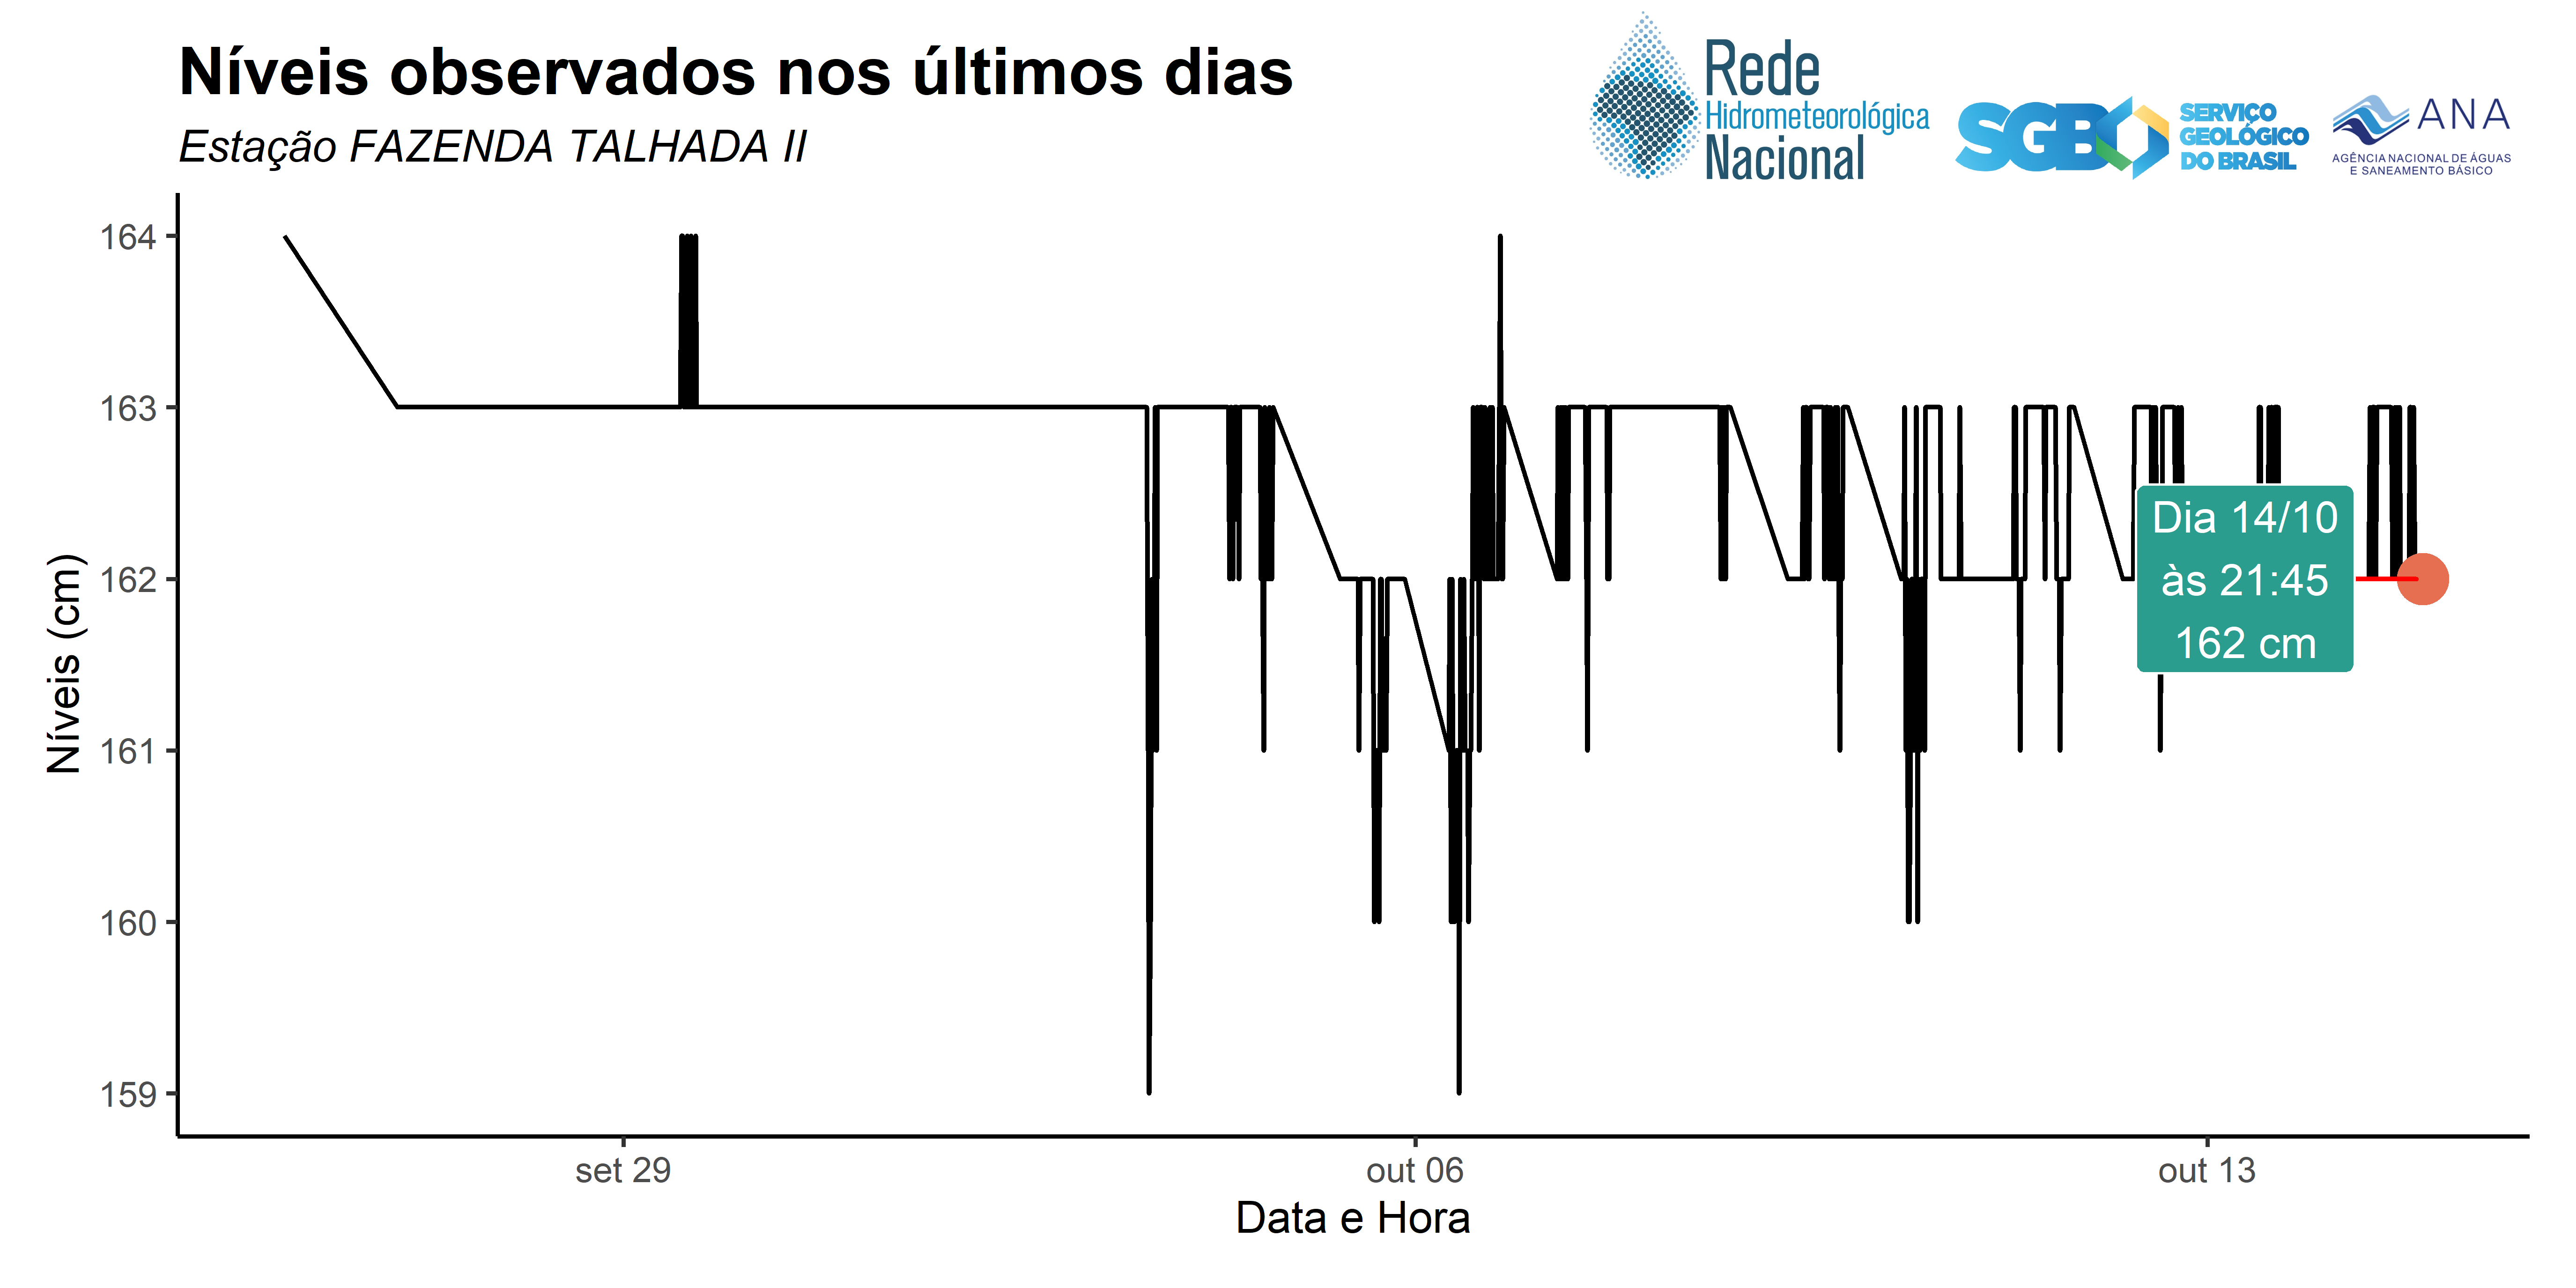 Níveis observados nos últimos dias
Estação FAZENDA TALHADA II
Rede
Hidrometeorológica
Nacional
SGB
SERVIÇO
GEOLÓGICO
DO BRASIL
ANA
AGÊNCIA NACIONAL DE ÁGUAS
E SANEAMENTO BÁSICO
Níveis (cm)
164
163
162
161
160
159
Dia 14/10
às 21:45
162 cm
set 29
out 06
out 13
Data e Hora